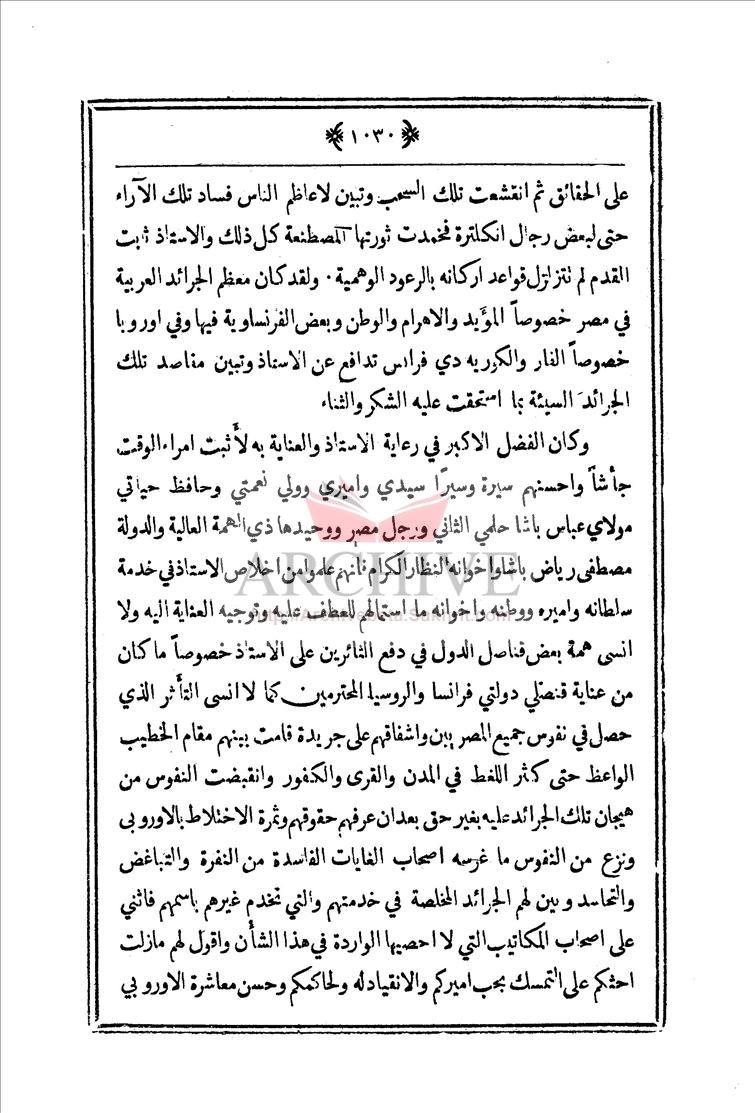 ١٠٣٠
على الحقائق ثم انقشعت تلك السحب وتبين لاعاظم الناس فساد تلك الآراء
حتى لبعض رجال انكلترة فخمدت ثورتها المصطنعة كل ذلك والاستاذ ثابت
القدم لم تتزلزل قواعد اركانه بالرعود الوهمية ٠ ولقد كان معظم الجرائد العربية
في مصر خصوصاً المؤيد والاهرام والوطن وبعض الفرنساوية فيها وفي اوروبا
خصوصاً الفار والكوريه دي فرانس تدافع عن الاستاذ وتبين مقاصد تلك
الجرائد السيئة بما استحقت عليه الشكر والثناء
وكان الفضل الاكبر في رعاية الاستاذ والعناية به لأثبت امراء الوقت
جأشاً واحسنهم سيرة وسيرًا سيدي واميري وولي نعمتي وحافظ حياتي
مولاي عباس باشا حلمي الثاني ورجل مصر ووحيدها ذي الهمة العالية والدولة
مصطفى رياض باشا واخوانه النظار الكرام فانهم علموا من اخلاص الاستاذ في خدمة
سلطانه واميره ووطنه واخوانه ما استمالهم للعطف عليه وتوجيه العناية اليه ولا
انسى همة بعض قناصل الدول في دفع الثائرين على الاستاذ خصوصاً ما كان
من عناية قنصلي دولتي فرانسا والروسيا المحترمين كما لا انسى التأثر الذي
حصل في نفوس جميع المصريين واشفاقهم على جريدة قامت بينهم مقام الخطيب
الواعظ حتى كثر اللغط في المدن والقرى والكفور وانقبضت النفوس من
هيجان تلك الجرائد عليه بغير حق بعد ان عرفهم حقوقهم وثمرة الاختلاط بالاوروبي
ونزع من النفوس ما غرسه اصحاب الغايات الفاسدة من النفرة والتباغض
والتحاسد وبين لهم الجرائد المخلصة في خدمتهم والتي تخدم غيرهم باسمهم فاثني
على اصحاب المكاتيب التي لا احصيها الواردة في هذا الشأن واقول لهم مازلت
احثكم على التمسك بحب اميركم والانقياد له ولحاكمكم وحسن معاشرة الاوروبي
ARCHIVE